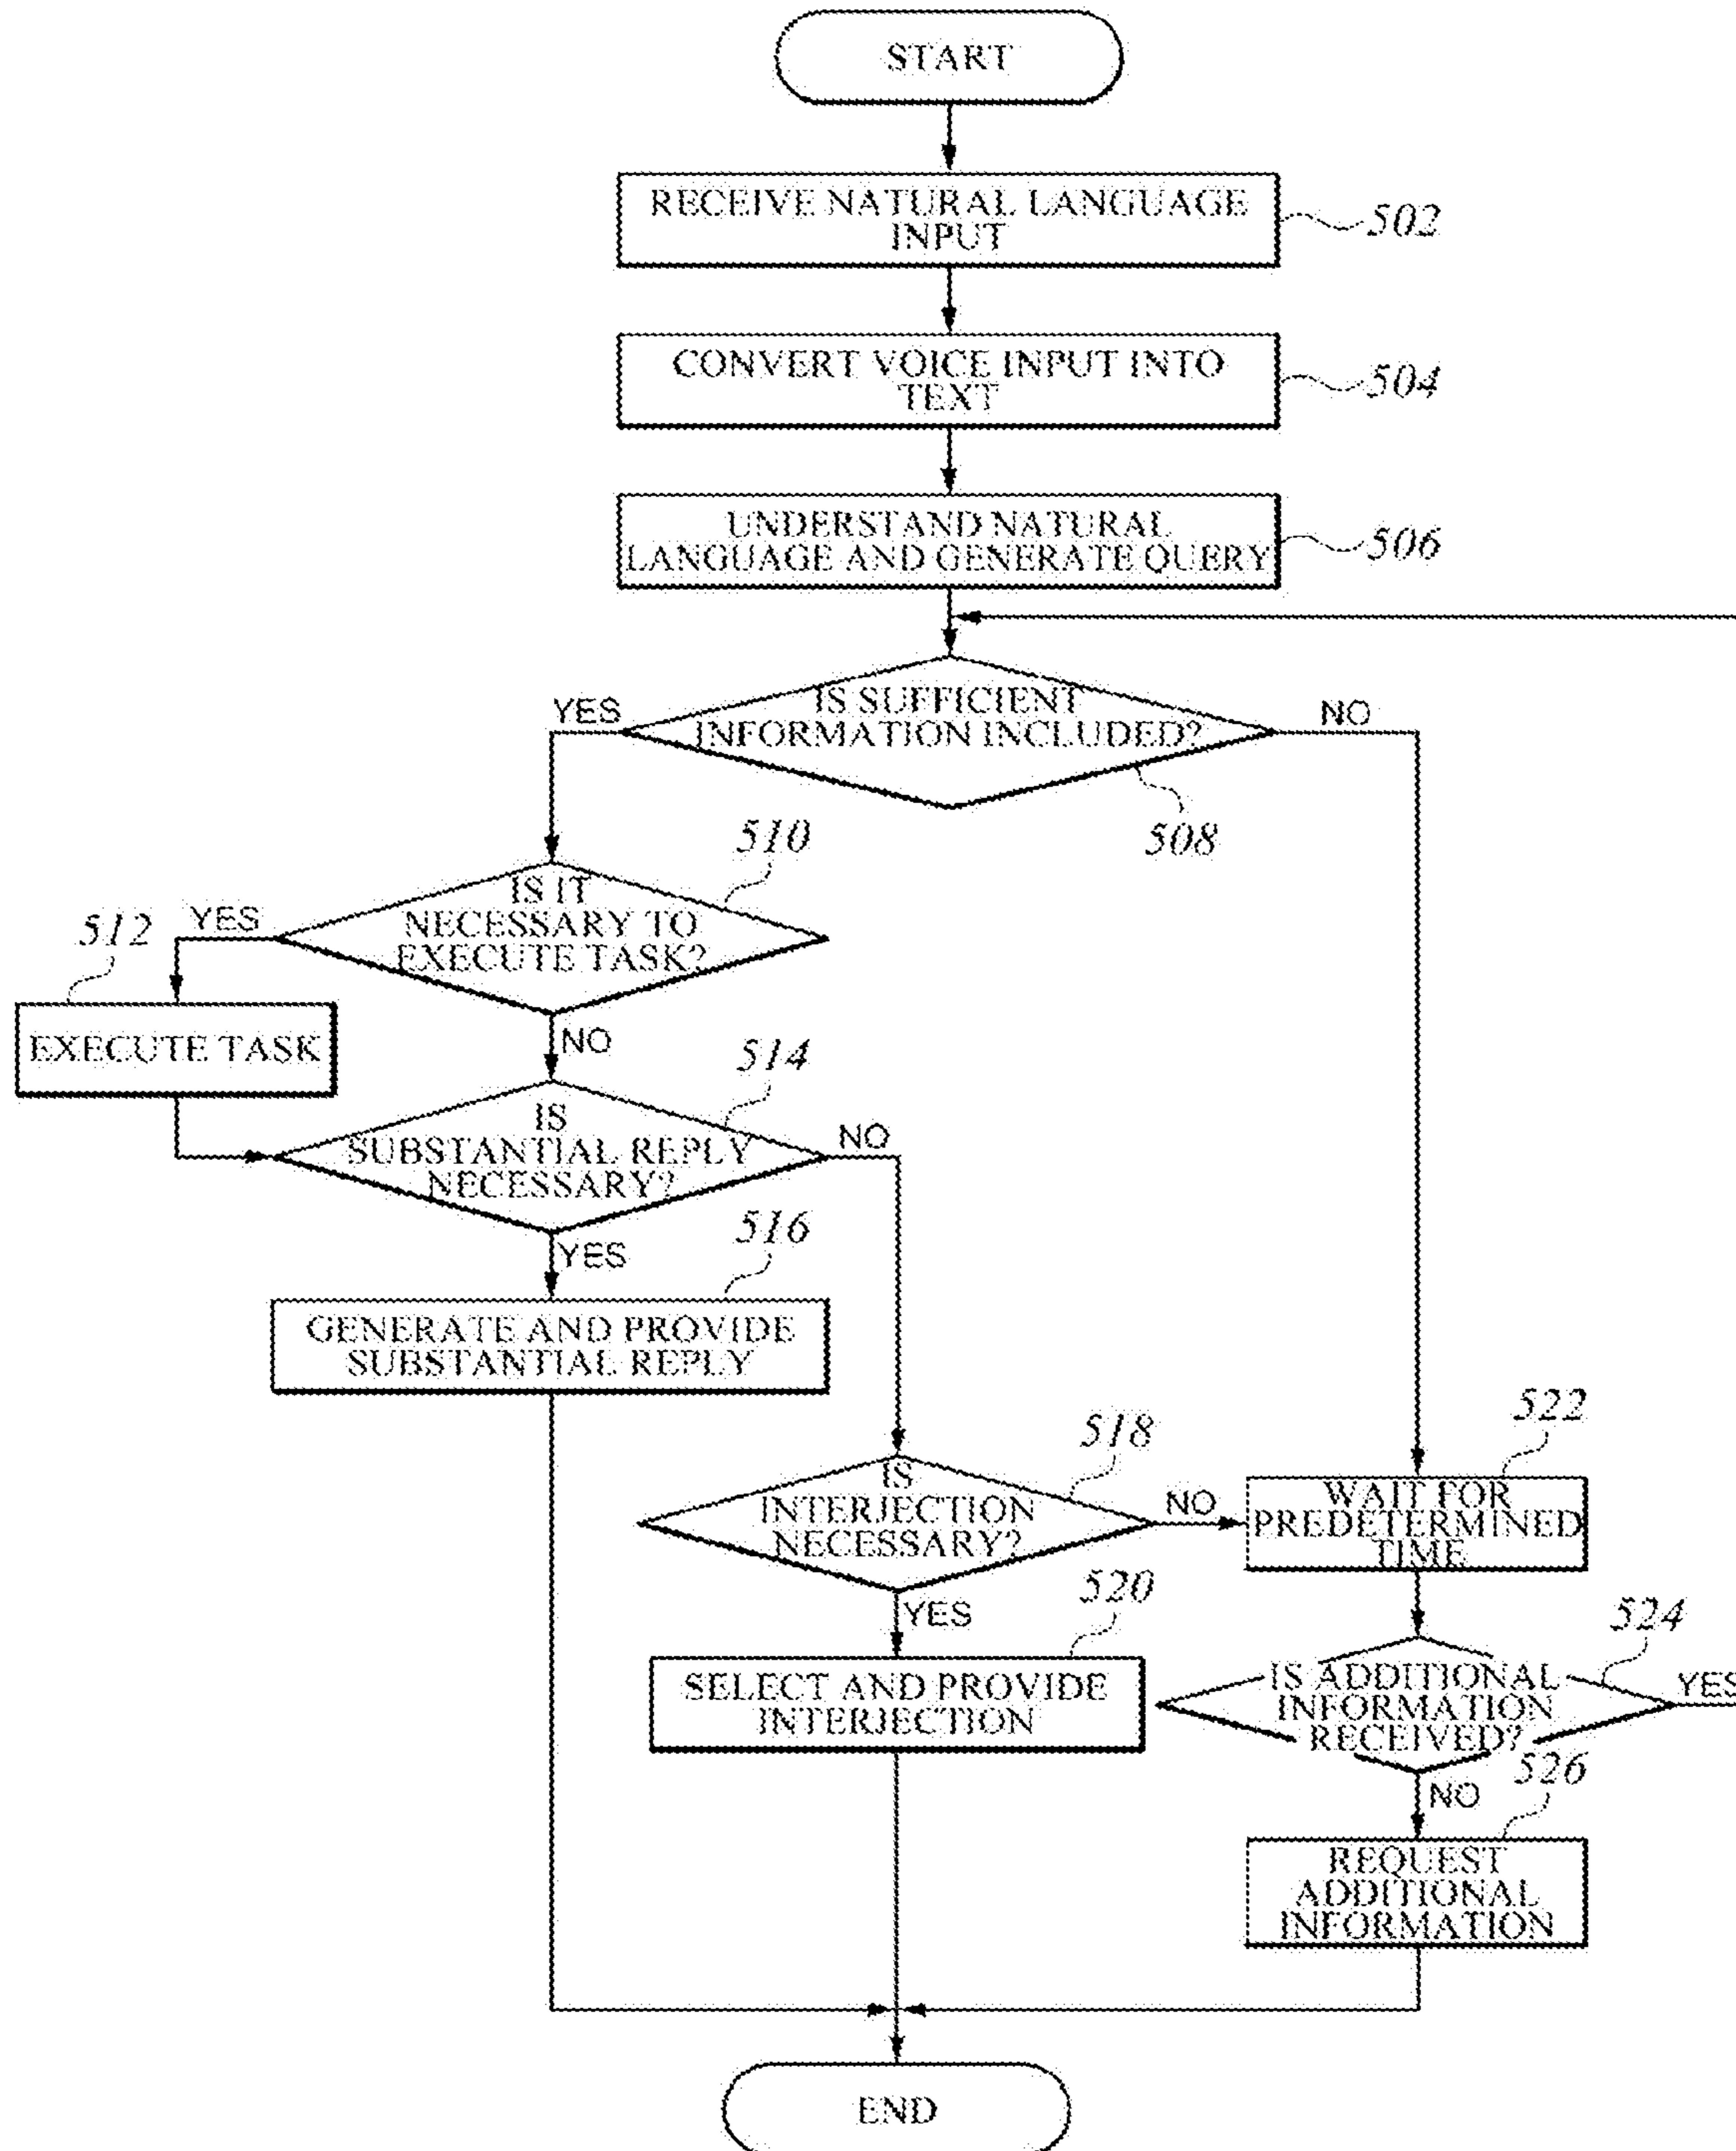 START
RECEIVE NATURAL LANGUAGE
INPUT
502
CONVERT VOICE INPUT INTO
TEXT
504
UNDERSTAND NATURAL
LANGUAGE AND GENERATE QUERY
506
IS SUFFICIENT
INFORMATION INCLUDED?
YES
NO
508
510
IS IT
NECESSARY TO
EXECUTE TASK?
YES
512
EXECUTE TASK
NO
514
IS
SUBSTANTIAL REPLY
NECESSARY?
NO
YES
516
GENERATE AND PROVIDE
SUBSTANTIAL REPLY
518
IS
INTERJECTION
NECESSARY?
NO
522
WAIT FOR
PREDETERMINED
TIME
YES
520
SELECT AND PROVIDE
INTERJECTION
524
IS ADDITIONAL
INFORMATION
RECEIVED?
YES
NO
526
REQUEST
ADDITIONAL
INFORMATION
END